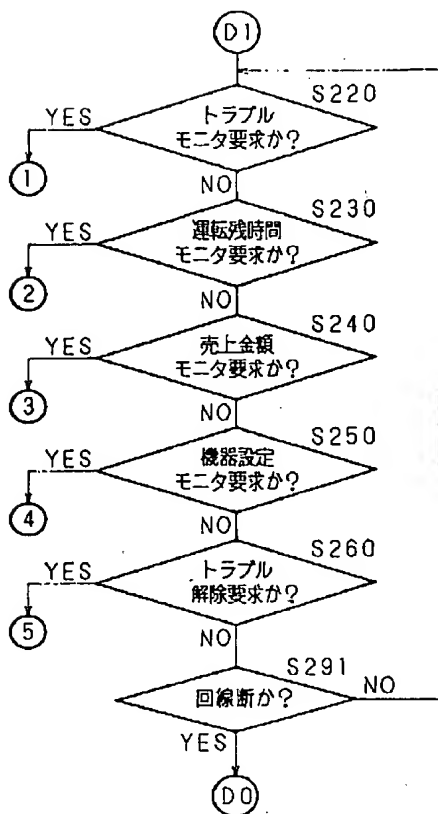 D1
S220
YES
トラブル
モニタ要求か?
①
NO
S230
YES
運転残時間
モニタ要求か?
②
NO
S240
YES
売上金額
モニタ要求か?
③
NO
S250
YES
機器設定
モニタ要求か?
④
NO
S260
YES
トラブル
解除要求か?
⑤
NO
S291
回線断か?
NO
YES
D0